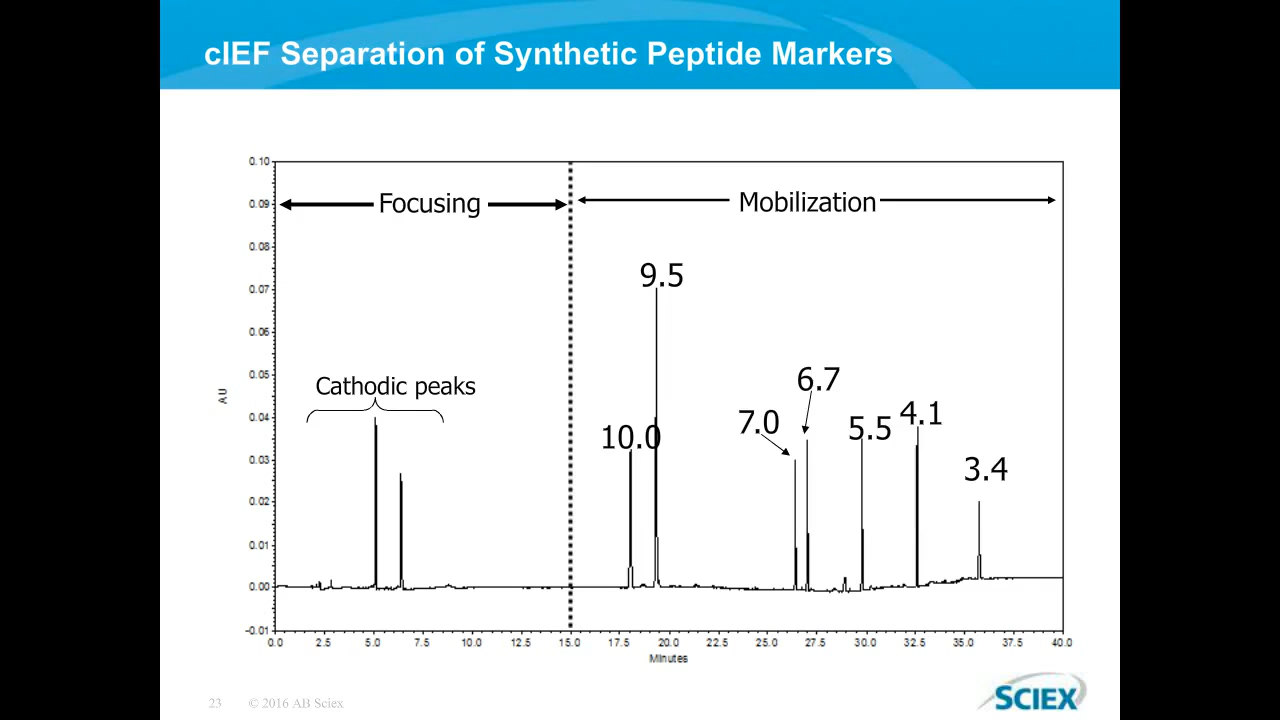 cIEF Separation of Synthetic Peptide Markers
0.10
0.09
0.08
0.07
0.06
0.05
0.04
0.03
0.02
0.01
0.00
-0.01
AU
Focusing
Mobilization
9.5
Cathodic peaks
6.7
10.0
7.0
5.5
4.1
3.4
0.0 2.5 5.0 7.5 10.0 12.5 15.0 17.5 20.0 22.5 25.0 27.5 30.0 32.5 35.0 37.5 40.0
Minutes
23 © 2016 AB Sciex
SCIEX